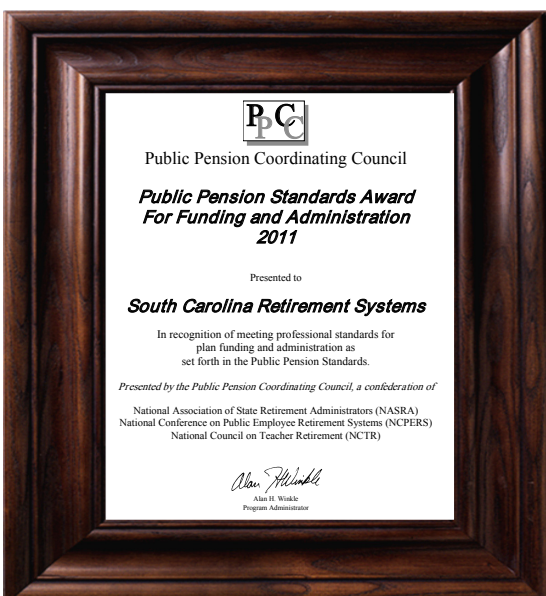 PPCC
Public Pension Coordinating Council
Public Pension Standards Award
For Funding and Administration
2011
Presented to
South Carolina Retirement Systems
In recognition of meeting professional standards for
plan funding and administration as
set forth in the Public Pension Standards.
Presented by the Public Pension Coordinating Council, a confederation of
National Association of State Retirement Administrators (NASRA)
National Conference on Public Employee Retirement Systems (NCPERS)
National Council on Teacher Retirement (NCTR)
Alan H. Winkle
Alan H. Winkle
Program Administrator